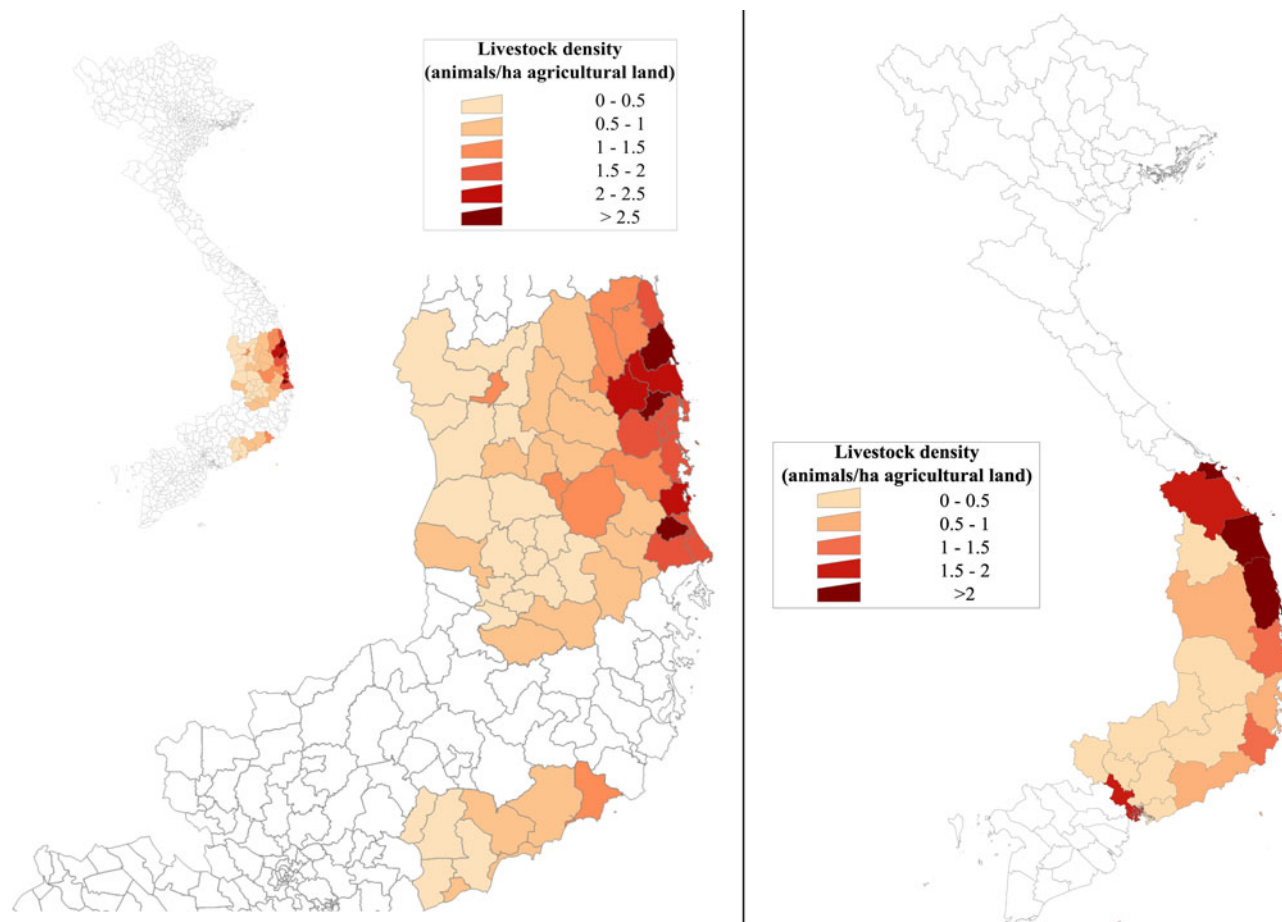 Livestock density
(animals/ha agricultural land)
0 - 0.5
0.5 - 1
1 - 1.5
1.5 - 2
2 - 2.5
> 2.5
Livestock density
(animals/ha agricultural land)
0 - 0.5
0.5 - 1
1 - 1.5
1.5 - 2
>2